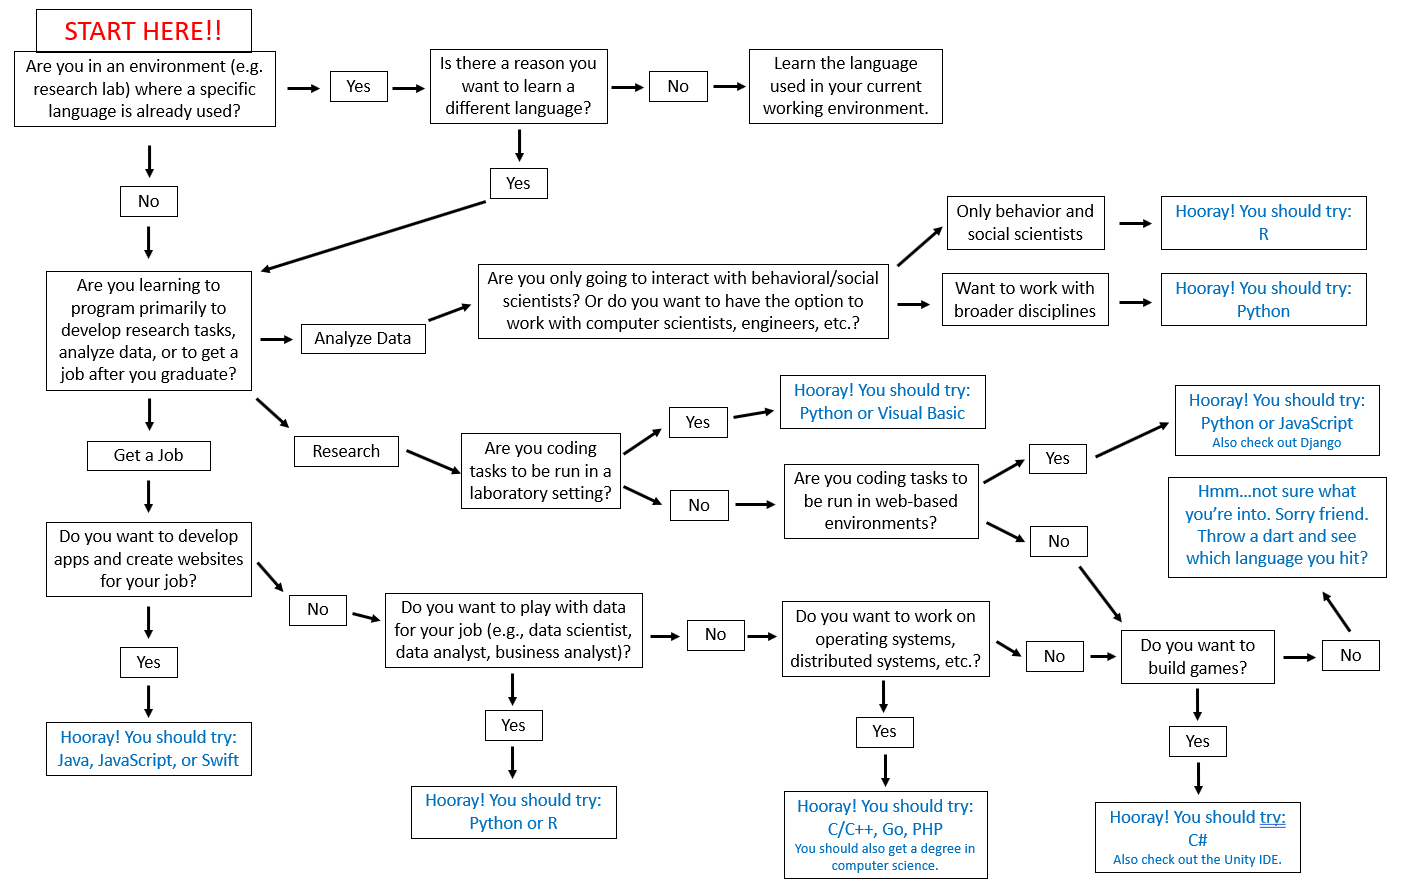 START HERE!!
Are you in an environment (e.g.
research lab) where a specific
language is already used?
Yes
Is there a reason you
want to learn a
different language?
No
Learn the language
used in your current
working environment.
No
Yes
Are you learning to
program primarily to
develop research tasks,
analyze data, or to get a
job after you graduate?
Analyze Data
Are you only going to interact with behavioral/social
scientists? Or do you want to have the option to
work with computer scientists, engineers, etc.?
Only behavior and
social scientists
Hooray! You should try:
R
Want to work with
broader disciplines
Hooray! You should try:
Python
Research
Are you coding
tasks to be run in a
laboratory setting?
Yes
Hooray! You should try:
Python or Visual Basic
No
Are you coding tasks to
be run in web-based
environments?
Yes
Hooray! You should try:
Python or JavaScript
Also check out Django
No
Get a Job
Do you want to develop
apps and create websites
for your job?
Yes
Hooray! You should try:
Java, JavaScript, or Swift
No
Do you want to play with data
for your job (e.g., data scientist,
data analyst, business analyst)?
Yes
Hooray! You should try:
Python or R
No
Do you want to work on
operating systems,
distributed systems, etc.?
Yes
Hooray! You should try:
C/C++, Go, PHP
You should also get a degree in
computer science.
No
Do you want to
build games?
Yes
Hooray! You should try:
C#
Also check out the Unity IDE.
No
Hmm...not sure what
you’re into. Sorry friend.
Throw a dart and see
which language you hit?